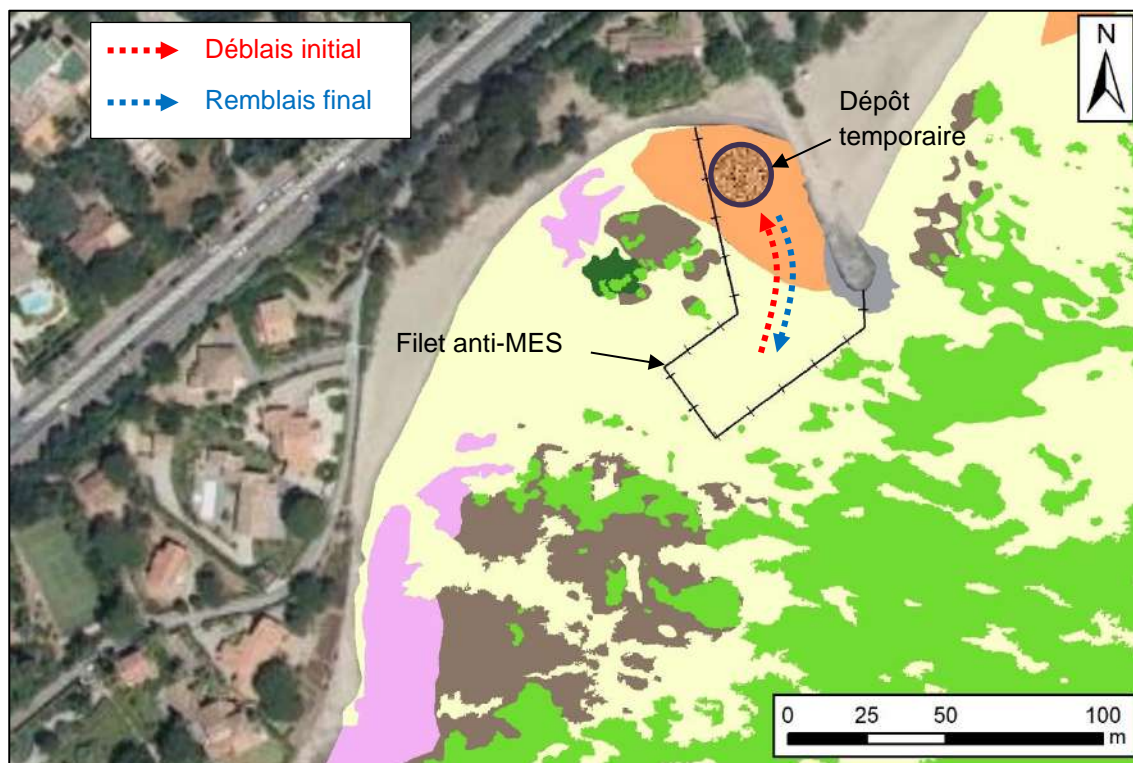 Déblais initial
Remblais final
N
Dépôt
temporaire
Filet anti-MES
0 25 50 100
m